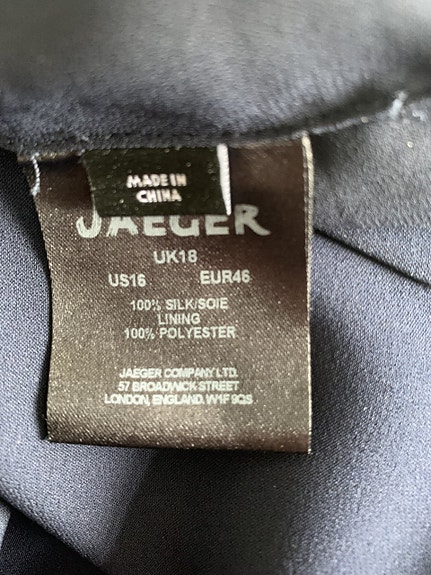 MADE IN
CHINA
JAEGER
UK18
US16 EUR46
100% SILK/SOIE
LINING
100% POLYESTER
JAEGER COMPANY LTD.
57 BROADWICK STREET
LONDON, ENGLAND. W1F 9QS